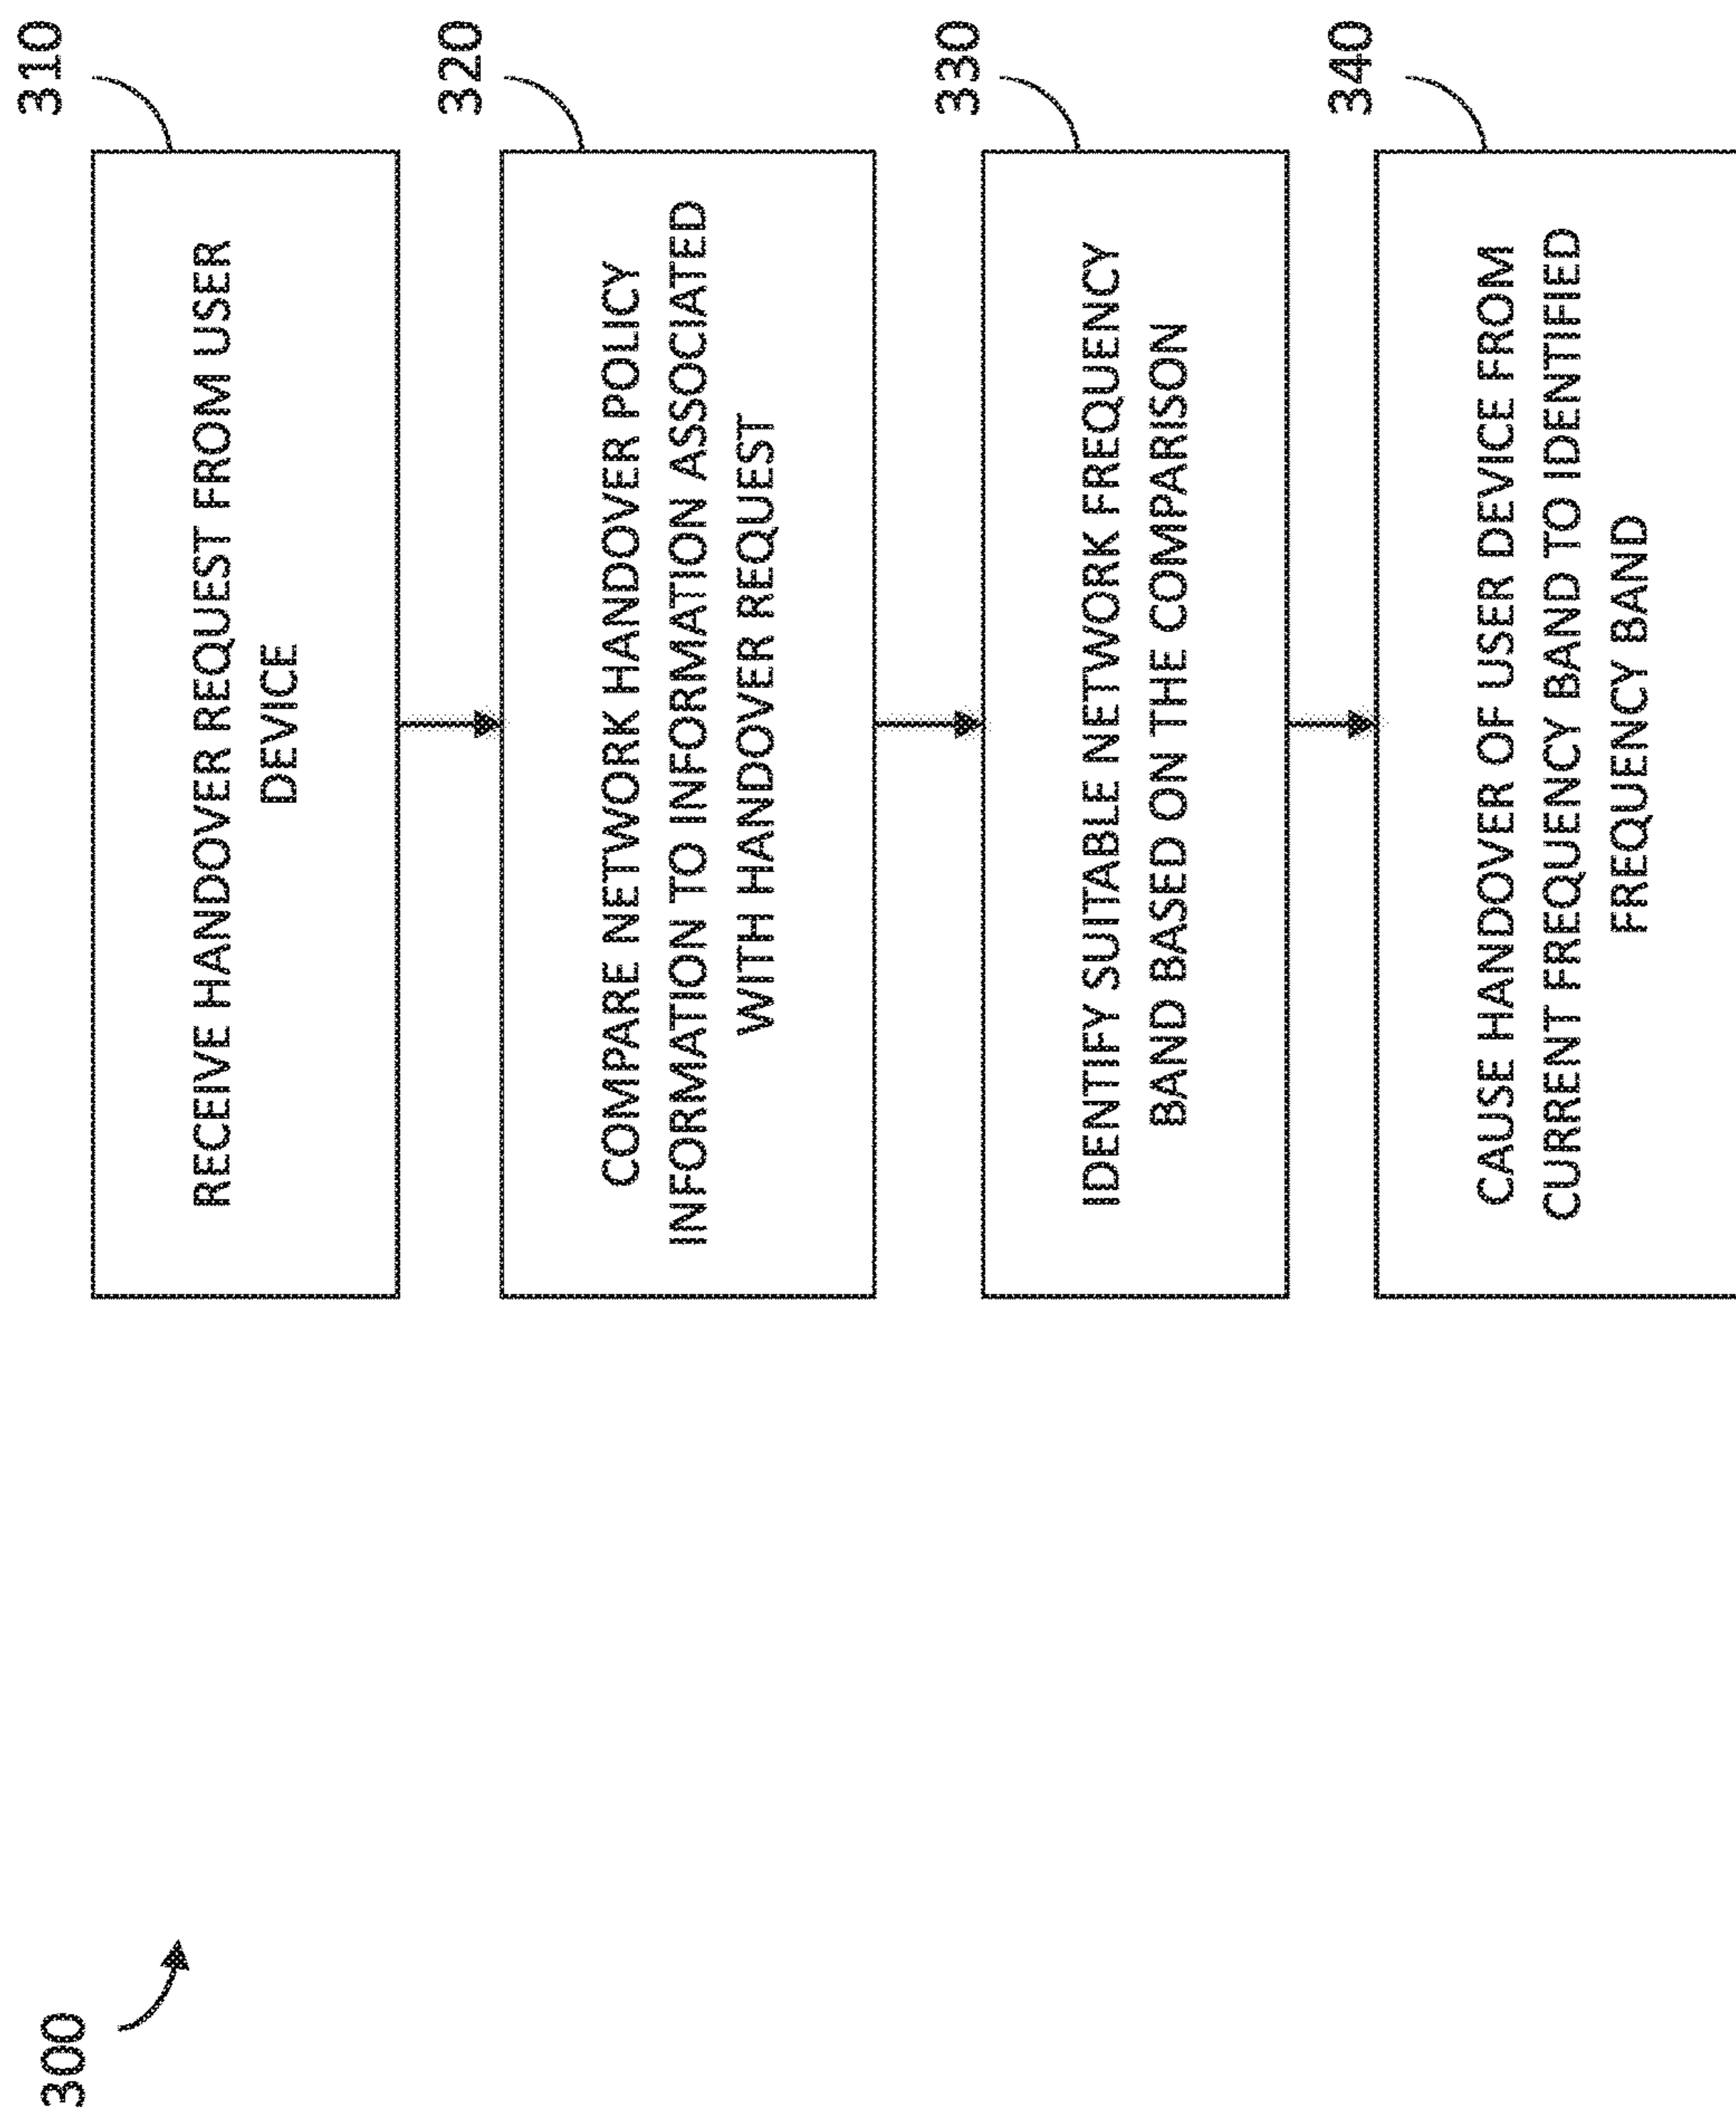 300
310
RECEIVE HANDOVER REQUEST FROM USER
DEVICE
320
COMPARE NETWORK HANDOVER POLICY
INFORMATION TO INFORMATION ASSOCIATED
WITH HANDOVER REQUEST
330
IDENTIFY SUITABLE NETWORK FREQUENCY
BAND BASED ON THE COMPARISON
340
CAUSE HANDOVER OF USER DEVICE FROM
CURRENT FREQUENCY BAND TO IDENTIFIED
FREQUENCY BAND